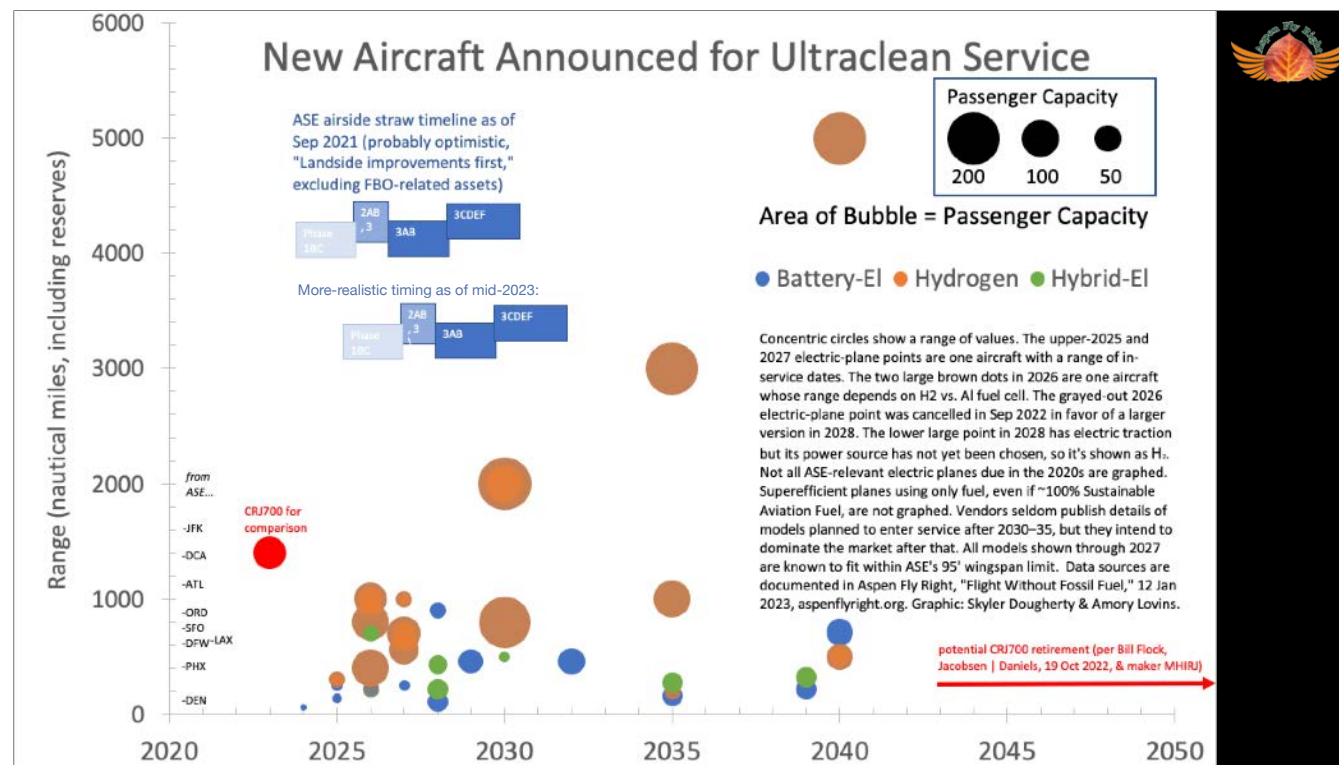 New Aircraft Announced for Ultraclean Service
Aspen Fly Right
Range (nautical miles, including reserves)
6000
5000
4000
3000
2000
1000
0
2020
2025
2030
2035
2040
2045
2050
ASE airside straw timeline as of
Sep 2021 (probably optimistic,
"Landside improvements first,"
excluding FBO-related assets)
Phase
2AB
, 3
3AB
3CDEF
More-realistic timing as of mid-2023:
Phase
2AB
, 3
3AB
3CDEF
Passenger Capacity
200 100 50
Area of Bubble = Passenger Capacity
Battery-El Hydrogen Hybrid-El
Concentric circles show a range of values. The upper-2025 and
2027 electric-plane points are one aircraft with a range of in-
service dates. The two large brown dots in 2026 are one aircraft
whose range depends on H2 vs. Al fuel cell. The grayed-out 2026
electric-plane point was cancelled in Sep 2022 in favor of a larger
version in 2028. The lower large point in 2028 has electric traction
but its power source has not yet been chosen, so it's shown as H₂.
Not all ASE-relevant electric planes due in the 2020s are graphed.
Superefficient planes using only fuel, even if ~100% Sustainable
Aviation Fuel, are not graphed. Vendors seldom publish details of
models planned to enter service after 2030–35, but they intend to
dominate the market after that. All models shown through 2027
are known to fit within ASE's 95' wingspan limit. Data sources are
documented in Aspen Fly Right, "Flight Without Fossil Fuel," 12 Jan
2023, aspenflyright.org. Graphic: Skyler Dougherty & Amory Lovins.
from
ASE...
-JFK
-DCA
-ATL
-ORD
-SFO
-DFW -LAX
-PHX
-DEN
CRJ700 for
comparison
potential CRJ700 retirement (per Bill Flock,
Jacobsen | Daniels, 19 Oct 2022, & maker MHIRJ)